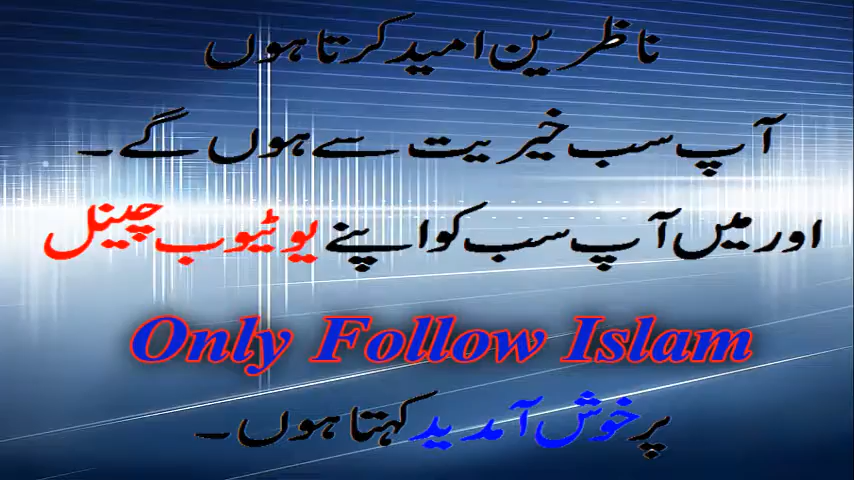 ناظرین امید کرتا ہوں
آپ سب خیریت سے ہوں گے۔
اور میں آپ سب کو اپنے یوٹیوب چینل
Only Follow Islam
پر خوش آمدید کہتا ہوں۔